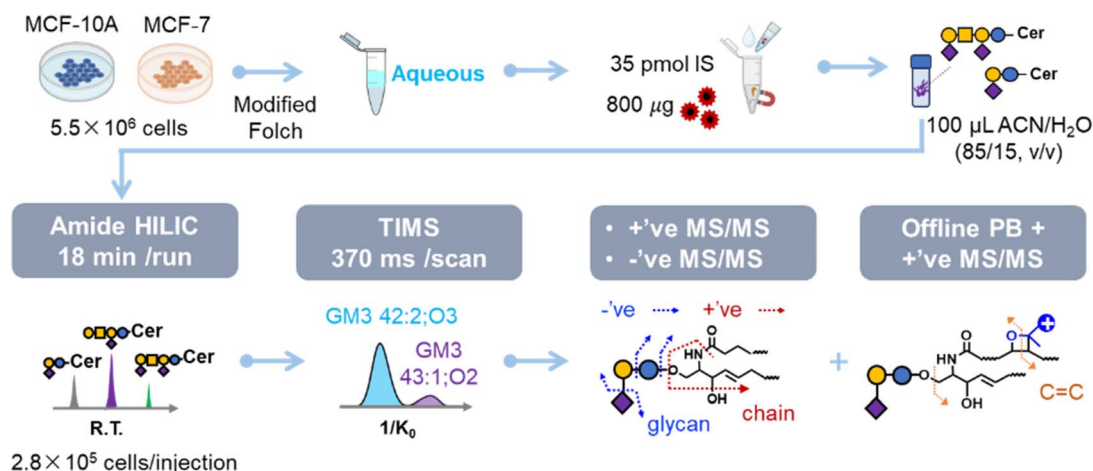 MCF-10A
MCF-7
5.5×10⁶ cells
Modified
Folch
Aqueous
35 pmol IS
800 μg
Cer
Cer
100 μL ACN/H₂O
(85/15, v/v)
Amide HILIC
18 min /run
TIMS
370 ms /scan
• +'ve MS/MS
• -'ve MS/MS
Offline PB +
+'ve MS/MS
Cer
Cer
Cer
R.T.
2.8×10⁵ cells/injection
GM3 42:2;O3
GM3
43:1;O2
1/K₀
-'ve
+'ve
O
HN
O
OH
glycan
chain
+
O
O
HN
O
OH
C=C